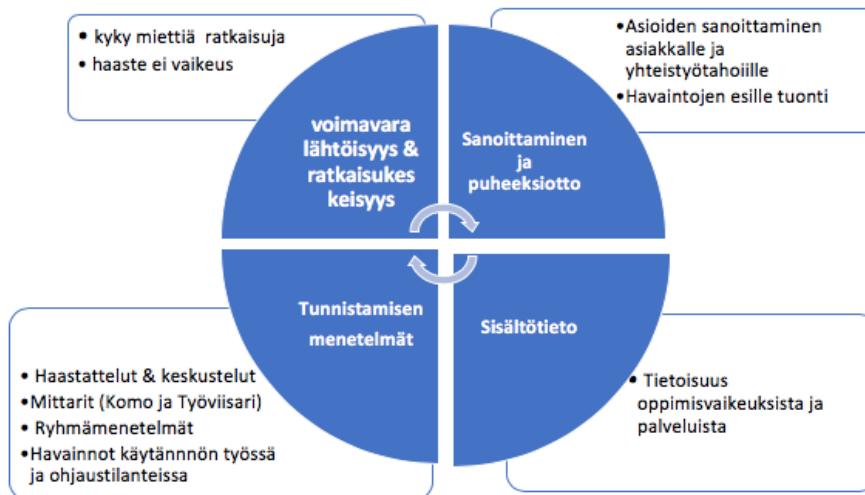 • kyky miettiä ratkaisuja
• haaste ei vaikeus
•Asioiden sanoittaminen
asiakkalle ja
yhteistyötahoiille
•Havaintojen esille tuonti
voimavara
lähtöisyys &
ratkaisukes
keisyys
Sanoittaminen
ja
puheeksiotto
Tunnistamisen
menetelmät
Sisältötieto
• Haastattelut & keskustelut
•Mittarit (Komo ja Työviisari)
• Ryhmämenetelmät
•Havainnot käytännnön työssä
ja ohjaustilanteissa
• Tietoisuus
oppimisvaikeuksista ja
palveluista